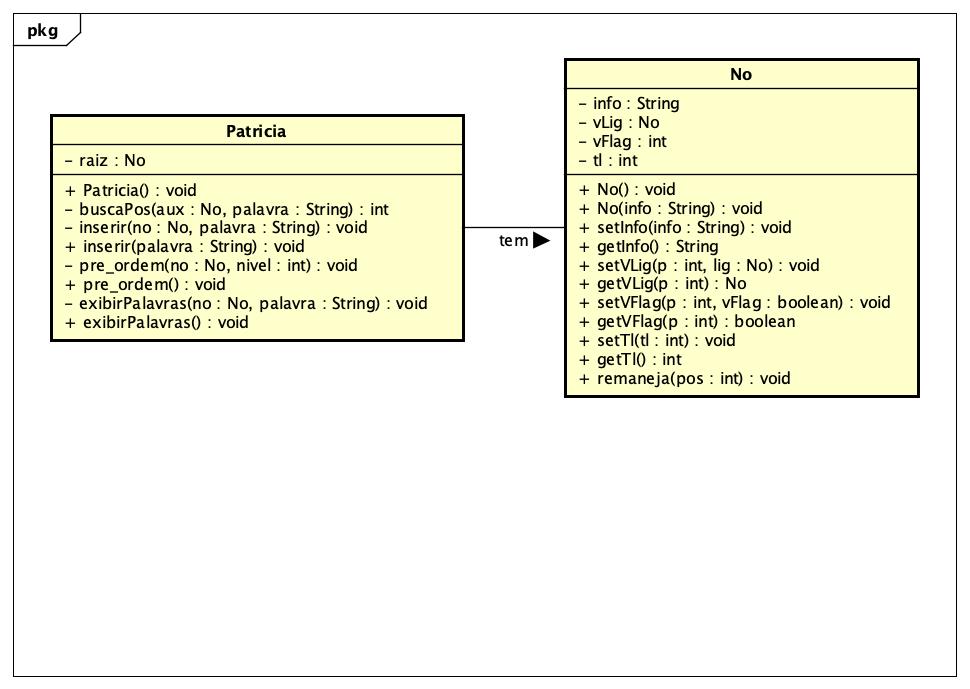 pkg
Patricia
- raiz : No
+ Patricia() : void
- buscaPos(aux : No, palavra : String) : int
- inserir(no : No, palavra : String) : void
+ inserir(palavra : String) : void
- pre_ordem(no : No, nivel : int) : void
+ pre_ordem() : void
- exibirPalavras(no : No, palavra : String) : void
+ exibirPalavras() : void
tem
No
- info : String
- vLig : No
- vFlag : int
- tl : int
+ No() : void
+ No(info : String) : void
+ setInfo(info : String) : void
+ getInfo() : String
+ setVLig(p : int, lig : No) : void
+ getVLig(p : int) : No
+ setVFlag(p : int, vFlag : boolean) : void
+ getVFlag(p : int) : boolean
+ setTl(tl : int) : void
+ getTl() : int
+ remaneja(pos : int) : void